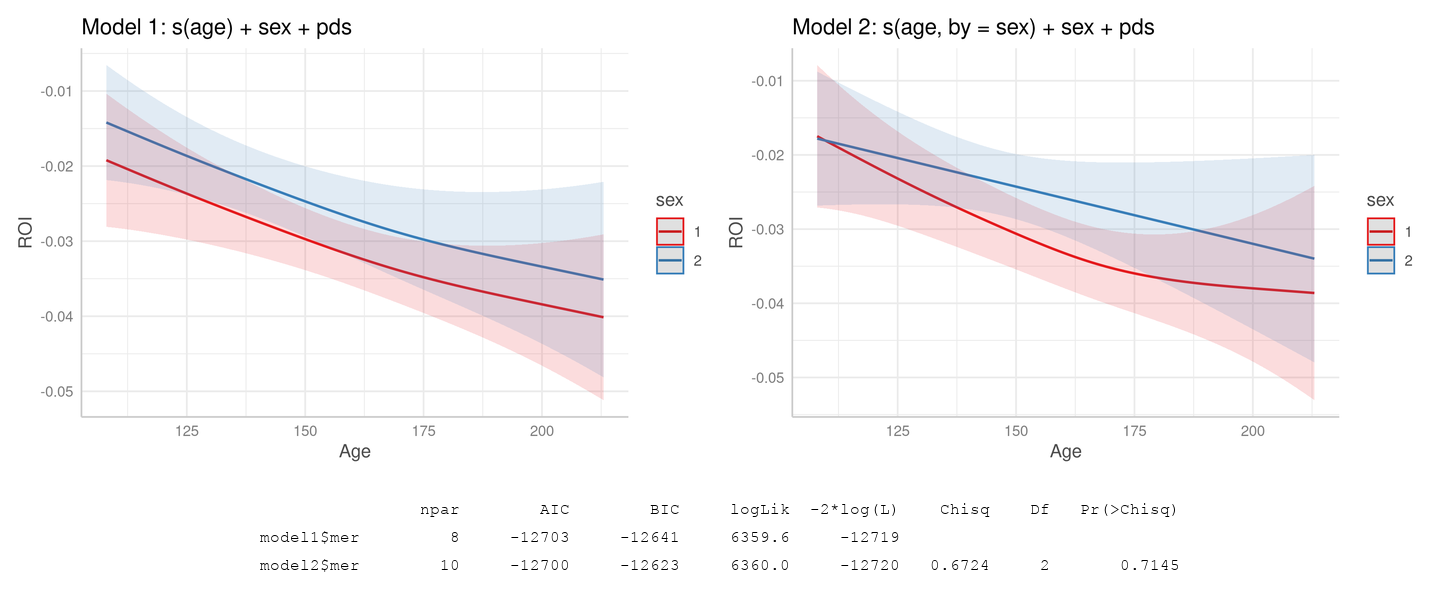 Model 1: s(age) + sex + pds
-0.01
-0.02
-0.03
-0.04
-0.05
ROI
125 150 175 200
Age
sex
1
2
Model 2: s(age, by = sex) + sex + pds
-0.01
-0.02
-0.03
-0.04
-0.05
ROI
125 150 175 200
Age
sex
1
2
npar AIC BIC logLik -2*log(L) Chisq Df Pr(>Chisq)
model1$mer 8 -12703 -12641 6359.6 -12719
model2$mer 10 -12700 -12623 6360.0 -12720 0.6724 2 0.7145